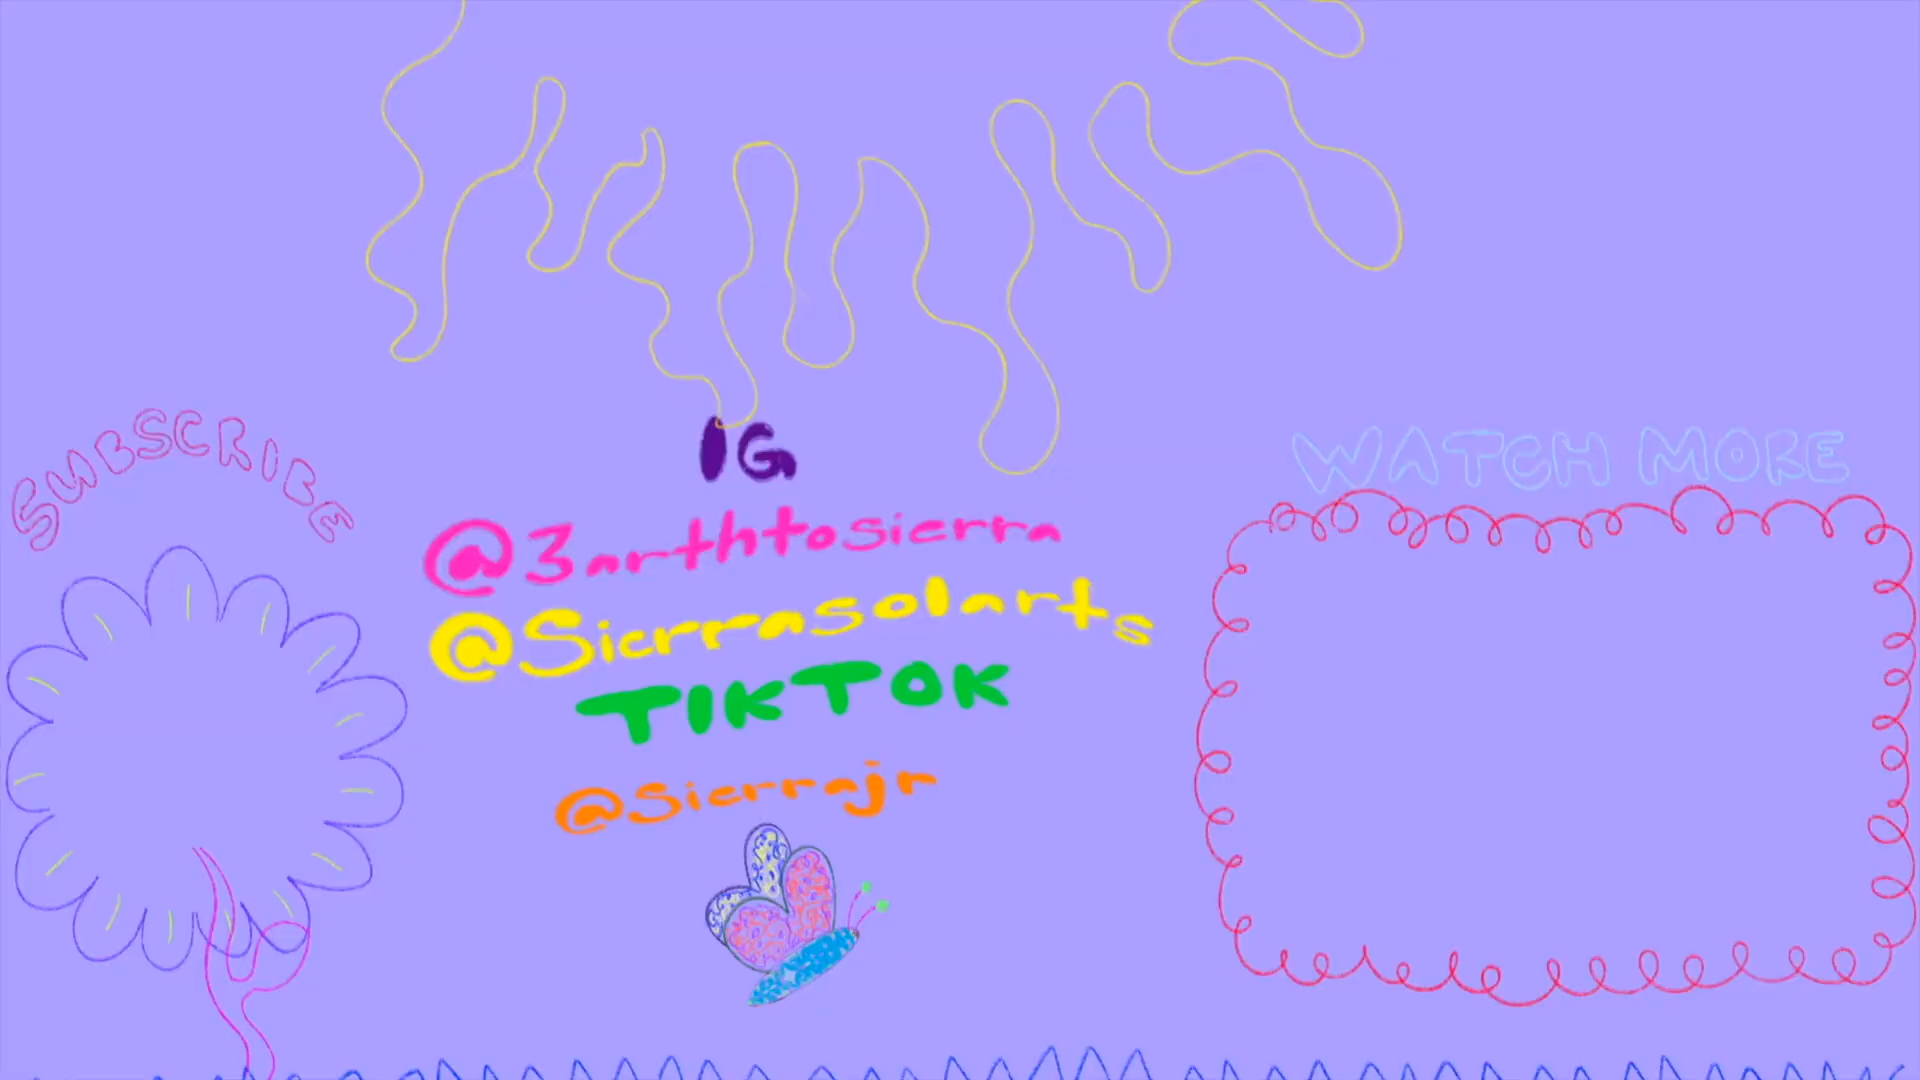 SUBSCRIBE
IG
@3arthtosierra
@Sierrasolarts
TIKTOK
@Sierrajr
WATCH MORE